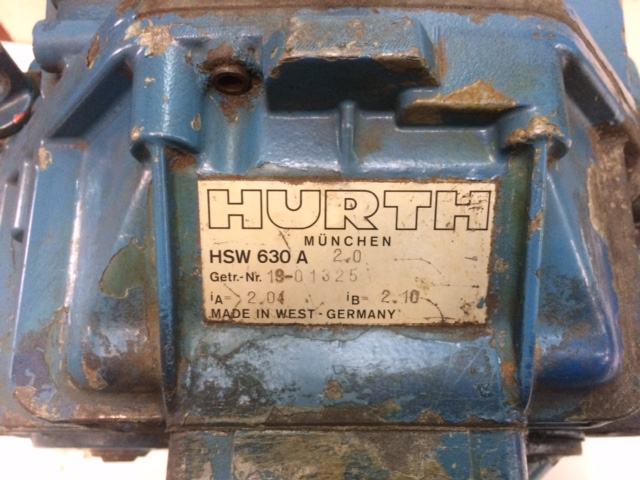 HURTH
MÜNCHEN
HSW 630 A 2.0
Getr.-Nr. 19-01325
iA= 2.04 iB= 2.10
MADE IN WEST-GERMANY